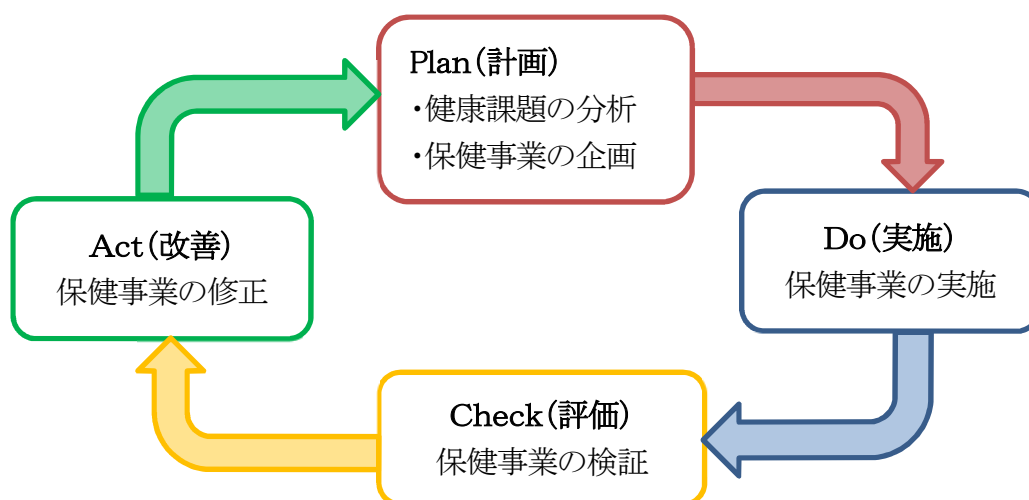 Plan(計画)
・健康課題の分析
・保健事業の企画
Do(実施)
保健事業の実施
Check(評価)
保健事業の検証
Act(改善)
保健事業の修正